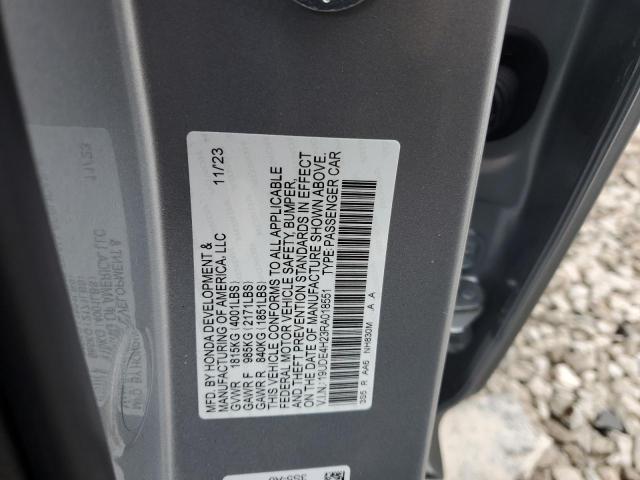 MFD. BY HONDA DEVELOPMENT &
MANUFACTURING OF AMERICA, LLC 11/23
GVWR 1815KG (4001LBS)
GAWR F 985KG (2171LBS)
GAWR R 840KG (1851LBS)
THIS VEHICLE CONFORMS TO ALL APPLICABLE
FEDERAL MOTOR VEHICLE SAFETY, BUMPER,
AND THEFT PREVENTION STANDARDS IN EFFECT
ON THE DATE OF MANUFACTURE SHOWN ABOVE.
V.I.N.: 19UDE4H23RA018551 TYPE: PASSENGER CAR
3S5 R AA6 NH830M A A